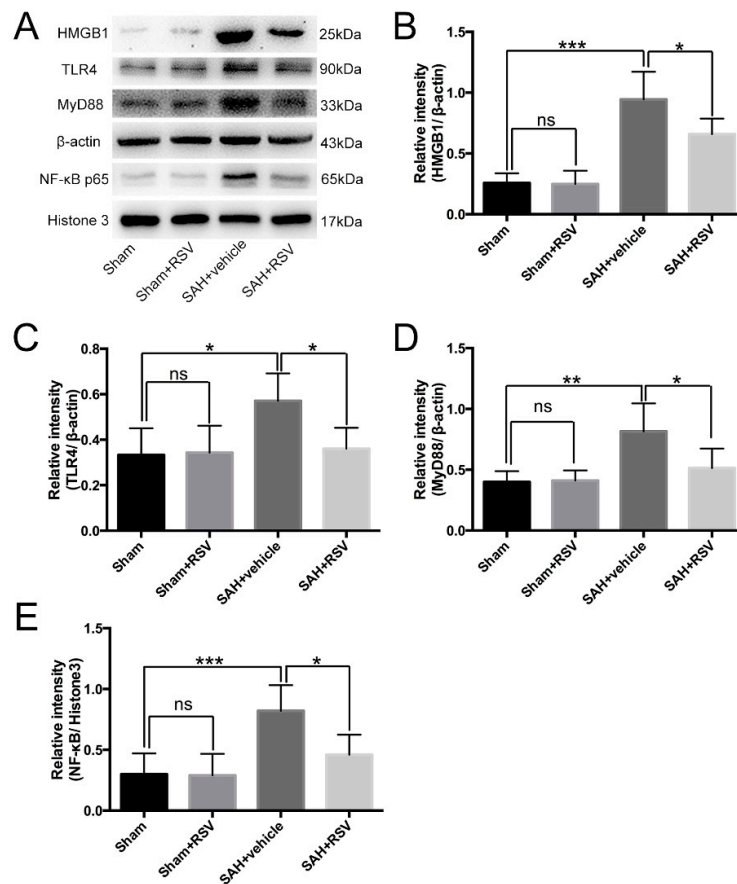 A
HMGB1 25kDa
TLR4 90kDa
MyD88 33kDa
β-actin 43kDa
NF-κB p65 65kDa
Histone 3 17kDa
Sham Sham+RSV SAH+vehicle SAH+RSV
B
Relative intensity
(HMGB1/ β-actin)
1.5
1.0
0.5
0.0
*** *
ns
Sham Sham+RSV SAH+vehicle SAH+RSV
C
Relative intensity
(TLR4/ β-actin)
0.8
0.6
0.4
0.2
0.0
* *
ns
Sham Sham+RSV SAH+vehicle SAH+RSV
D
Relative intensity
(MyD88/ β-actin)
1.5
1.0
0.5
0.0
** *
ns
Sham Sham+RSV SAH+vehicle SAH+RSV
E
Relative intensity
(NF-κB/ Histone3)
1.5
1.0
0.5
0.0
*** *
ns
Sham Sham+RSV SAH+vehicle SAH+RSV